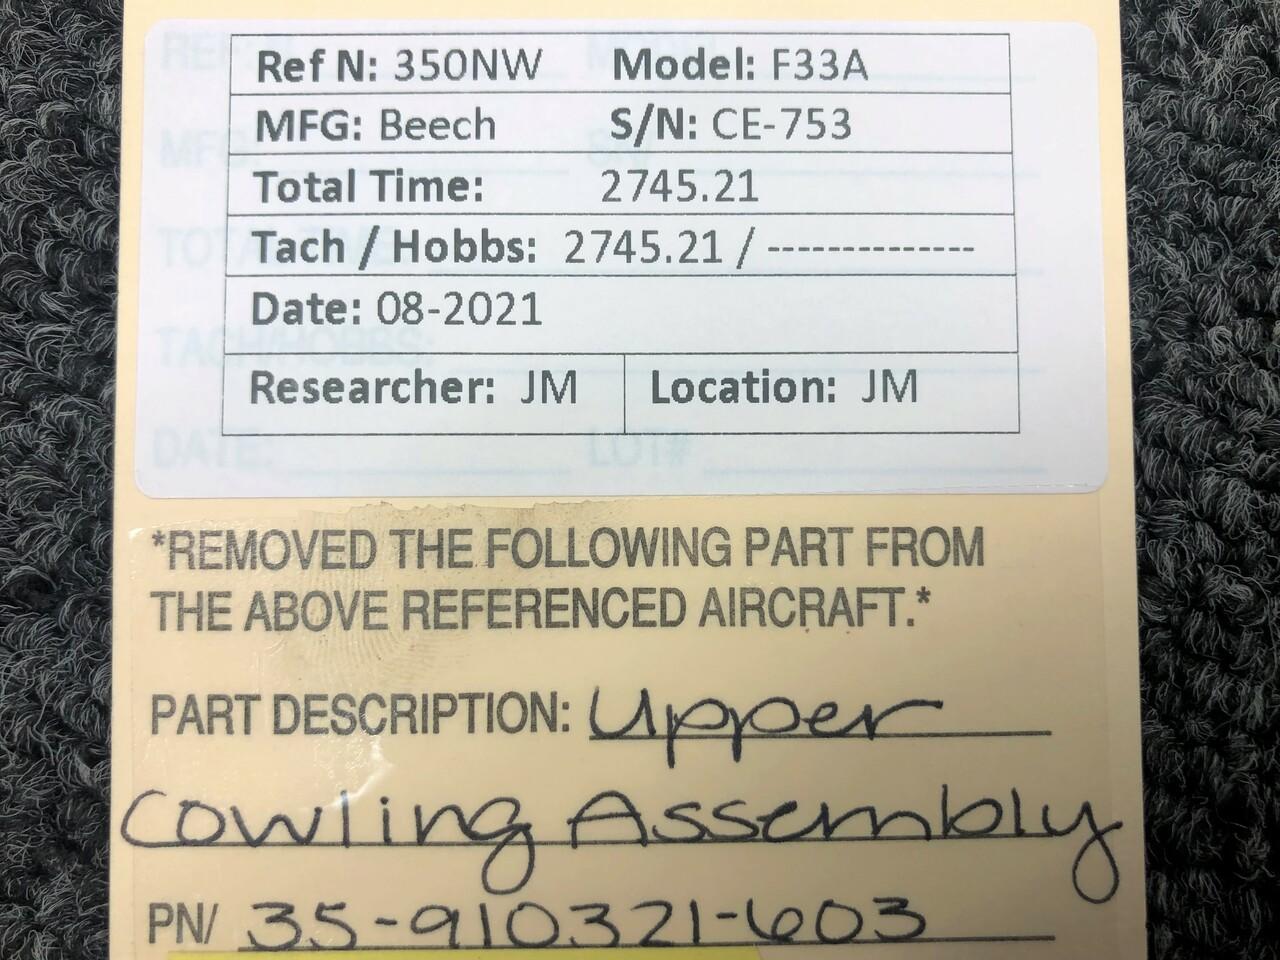 Ref N: 350NW Model: F33A
MFG: Beech S/N: CE-753
Total Time: 2745.21
Tach / Hobbs: 2745.21 / --------------
Date: 08-2021
Researcher: JM Location: JM
*REMOVED THE FOLLOWING PART FROM
THE ABOVE REFERENCED AIRCRAFT.*
PART DESCRIPTION: Upper
Cowling Assembly
PN/ 35-910321-603